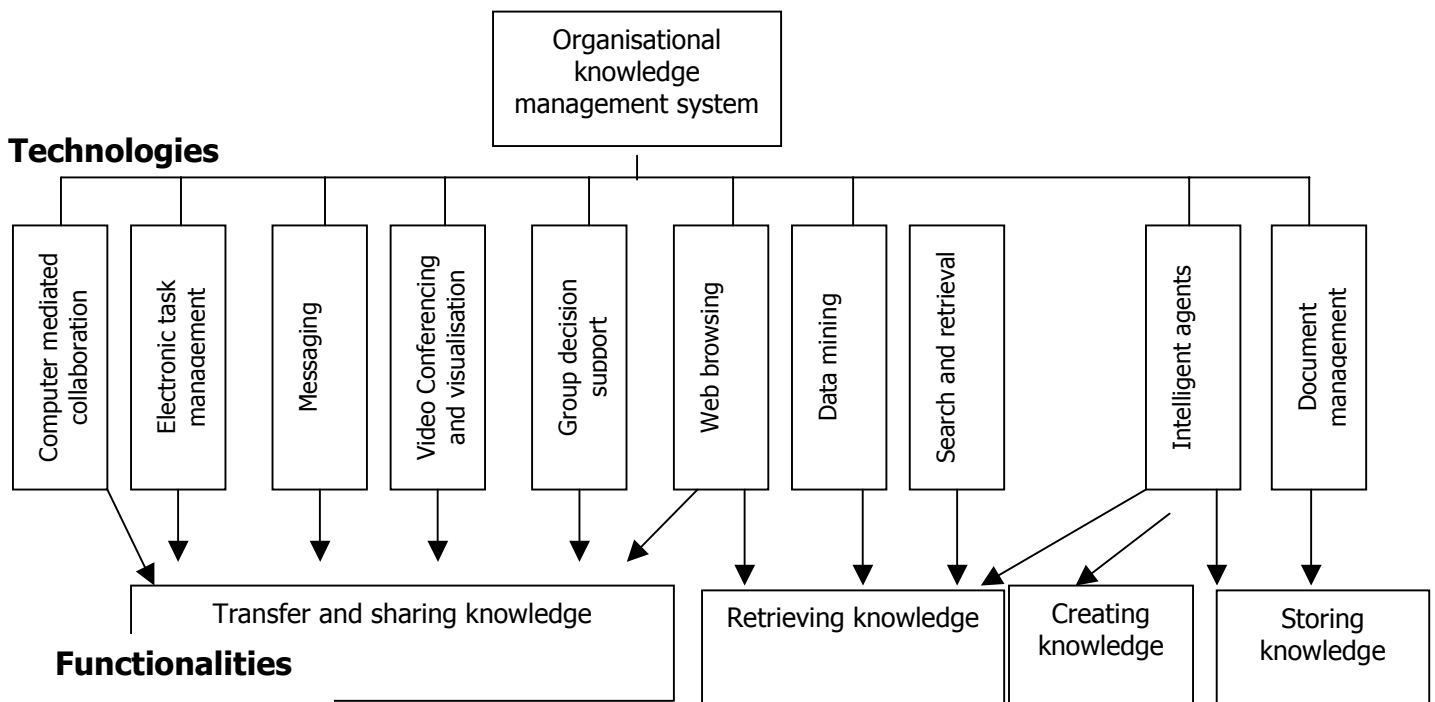 Organisational
knowledge
management system
Technologies
Computer mediated
collaboration
Electronic task
management
Messaging
Video Conferencing
and visualisation
Group decision
support
Web browsing
Data mining
Search and retrieval
Intelligent agents
Document
management
Transfer and sharing knowledge
Retrieving knowledge
Creating
knowledge
Storing
knowledge
Functionalities